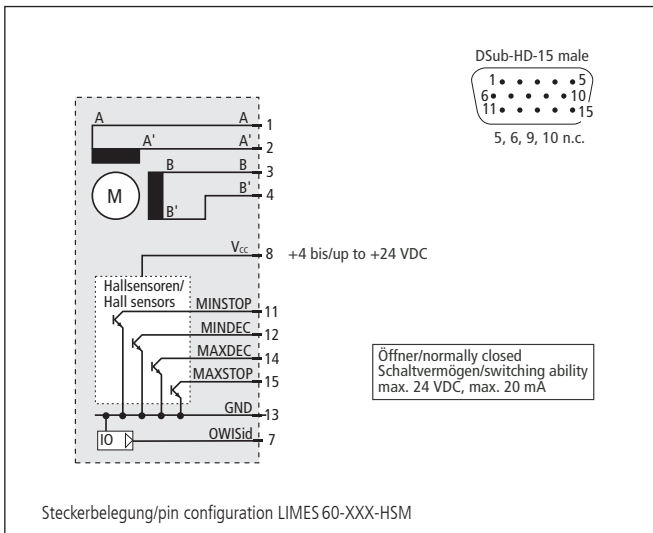 DSub-HD-15 male
1 5
6 10
11 15
5, 6, 9, 10 n.c.
A A 1
A' A' 2
B B 3
M
B' B' 4
Vcc 8 +4 bis/up to +24 VDC
Hallsensoren/
Hall sensors
MINSTOP 11
MINDEC 12
MAXDEC 14
MAXSTOP 15
Öffner/normally closed
Schaltvermögen/switching ability
max. 24 VDC, max. 20 mA
GND 13
IO OWISid 7
Steckerbelegung/pin configuration LIMES 60-XXX-HSM